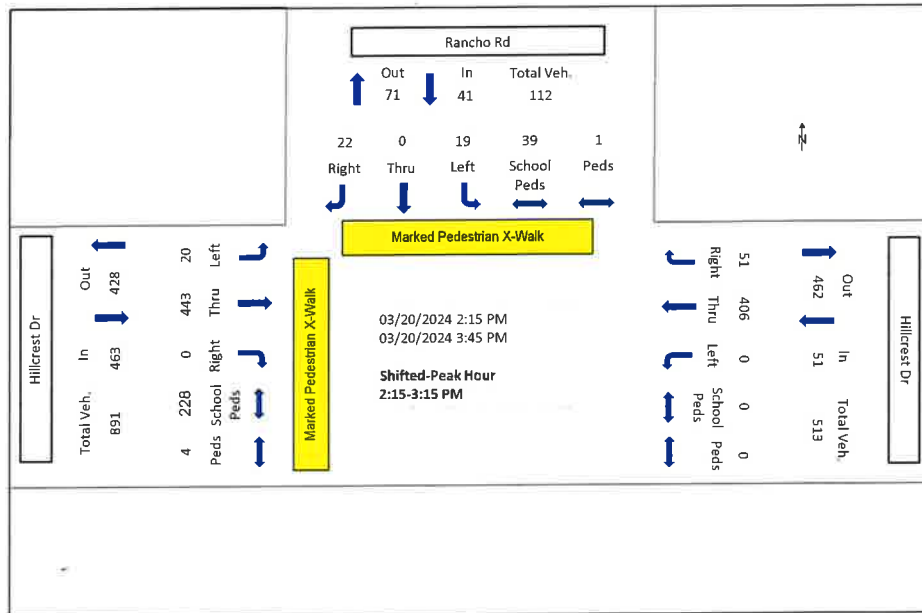 Rancho Rd
Out In Total Veh.
71 41 112
22 0 19 39 1
Right Thru Left School Peds Peds
N
Marked Pedestrian X-Walk
Hillcrest Dr
Out 428
In 463
Total Veh. 891
20 Left
443 Thru
0 Right
228 School Peds
4 Peds
Marked Pedestrian X-Walk
03/20/2024 2:15 PM
03/20/2024 3:45 PM
Shifted-Peak Hour
2:15-3:15 PM
Right 51
Thru 406
Left 0
School Peds 0
Peds 0
Out 462
In 51
Total Veh. 513
Hillcrest Dr